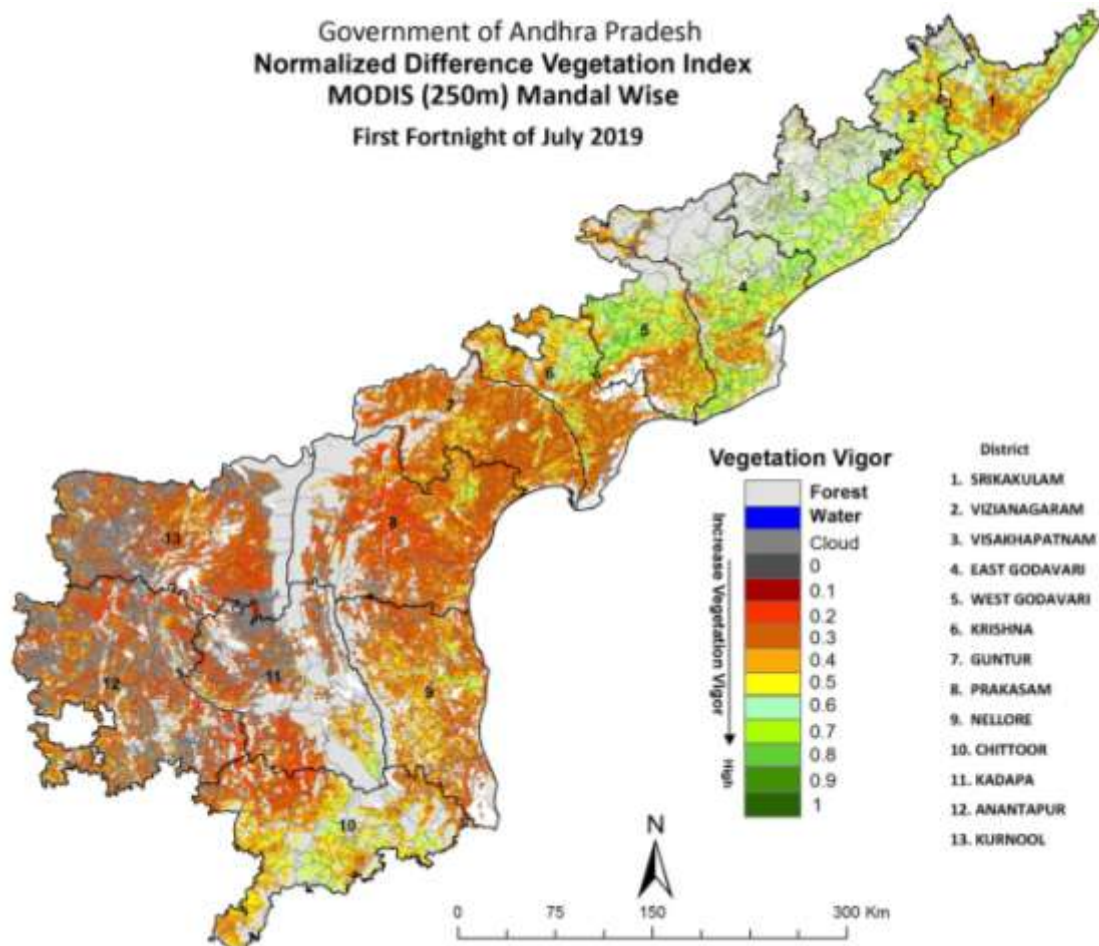 Government of Andhra Pradesh
Normalized Difference Vegetation Index
MODIS (250m) Mandal Wise
First Fortnight of July 2019
1
2
3
4
5
6
7
8
9
10
11
12
13
Vegetation Vigor
Forest
Water
Cloud
0
0.1
0.2
0.3
0.4
0.5
0.6
0.7
0.8
0.9
1
Increase Vegetation Vigor
High
District
1. SRIKAKULAM
2. VIZIANAGARAM
3. VISAKHAPATNAM
4. EAST GODAVARI
5. WEST GODAVARI
6. KRISHNA
7. GUNTUR
8. PRAKASAM
9. NELLORE
10. CHITTOOR
11. KADAPA
12. ANANTAPUR
13. KURNOOL
N
0 75 150 300 Km